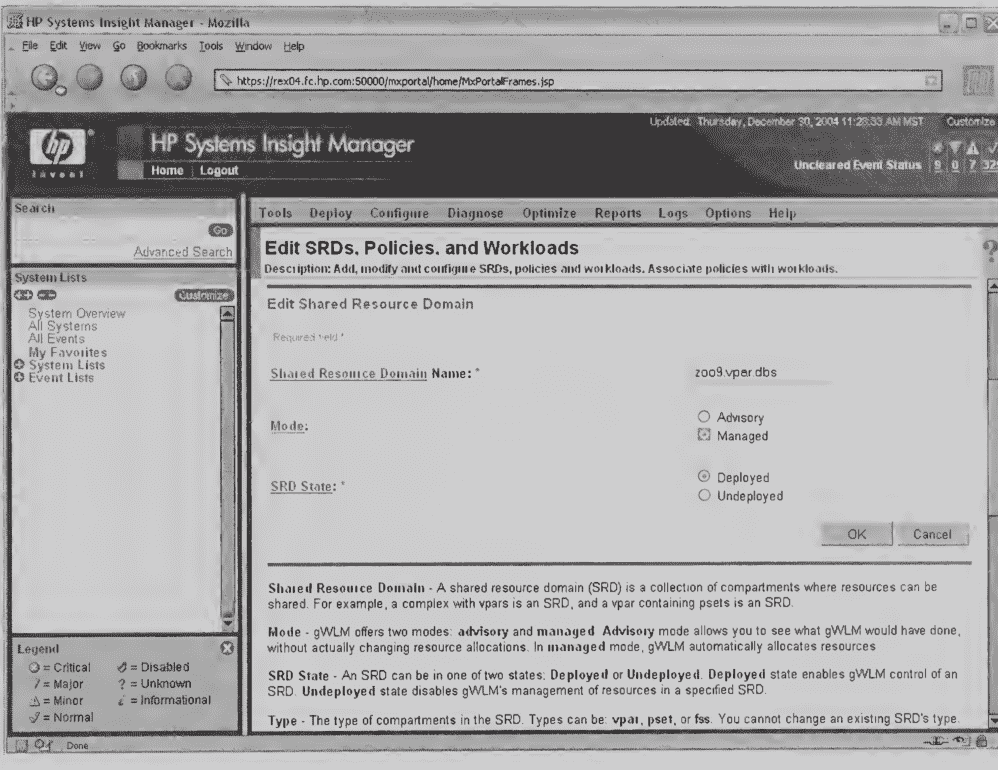 HP Systems Insight Manager - Mozilla
File Edit View Go Bookmarks Tools Window Help
https://rex04.fc.hp.com:50000/mxportal/home/MxPortalFrames.jsp
Updated: Thursday, December 30, 2004 11:28:33 AM MST Customize
hp
invent
HP Systems Insight Manager
Home | Logout
Uncleared Event Status 9 0 7 32
Search
Go
Advanced Search
System Lists
Customize
System Overview
All Systems
All Events
My Favorites
System Lists
Event Lists
Tools Deploy Configure Diagnose Optimize Reports Logs Options Help
Edit SRDs, Policies, and Workloads
?
Description: Add, modify and configure SRDs, policies and workloads. Associate policies with workloads.
Edit Shared Resource Domain
Required field *
Shared Resource Domain Name: *
zoo9.vpar.dbs
Mode:
Advisory
Managed
SRD State: *
Deployed
Undeployed
OK Cancel
Shared Resource Domain - A shared resource domain (SRD) is a collection of compartments where resources can be
shared. For example, a complex with vpars is an SRD, and a vpar containing psets is an SRD.
Mode - gWLM offers two modes: advisory and managed Advisory mode allows you to see what gWLM would have done,
without actually changing resource allocations. In managed mode, gWLM automatically allocates resources
SRD State - An SRD can be in one of two states: Deployed or Undeployed. Deployed state enables gWLM control of an
SRD. Undeployed state disables gWLM's management of resources in a specified SRD.
Type - The type of compartments in the SRD. Types can be: vpar, pset, or fss. You cannot change an existing SRD's type.
Legend
= Critical = Disabled
= Major ? = Unknown
= Minor i = Informational
= Normal
Done